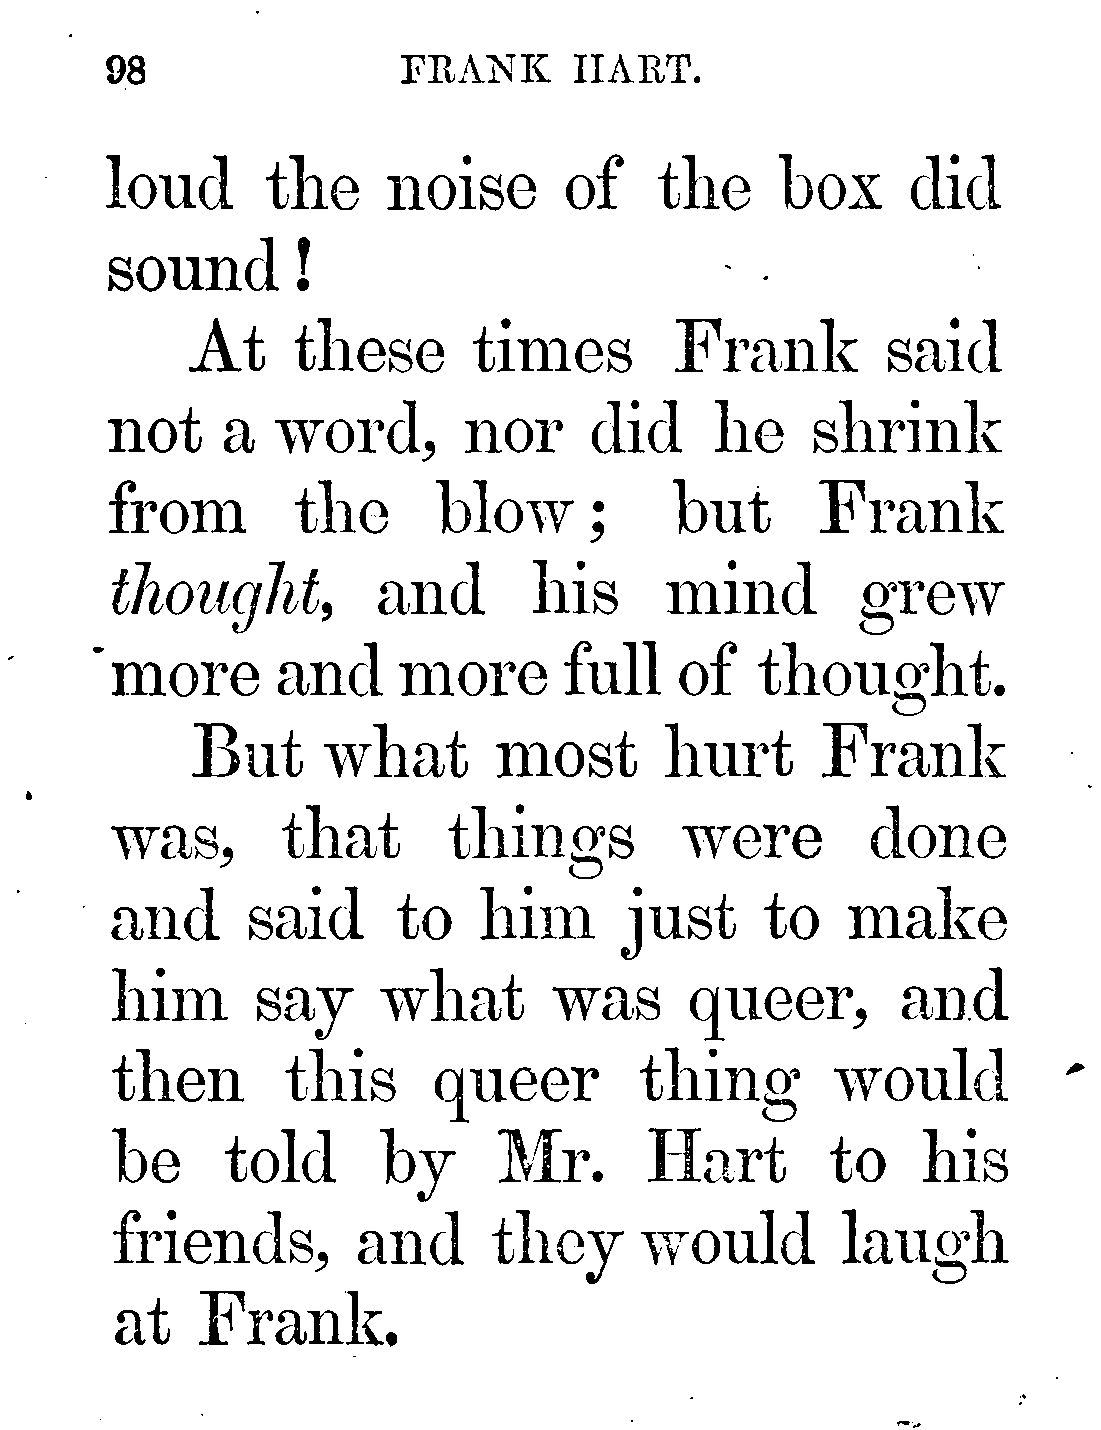 98 FRANK HART.
loud the noise of the box did
sound!
At these times Frank said
not a word, nor did he shrink
from the blow; but Frank
thought, and his mind grew
more and more full of thought.
But what most hurt Frank
was, that things were done
and said to him just to make
him say what was queer, and
then this queer thing would
be told by Mr. Hart to his
friends, and they would laugh
at Frank.